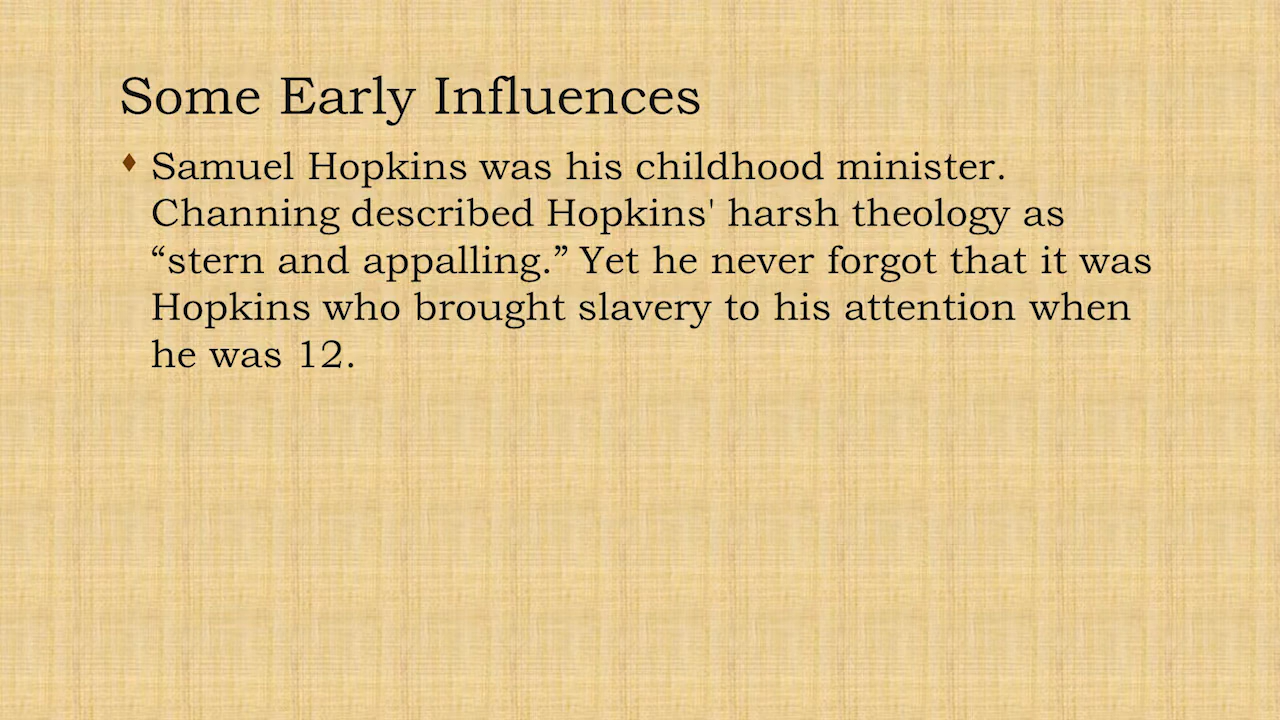 Some Early Influences
Samuel Hopkins was his childhood minister.
Channing described Hopkins' harsh theology as
“stern and appalling.” Yet he never forgot that it was
Hopkins who brought slavery to his attention when
he was 12.